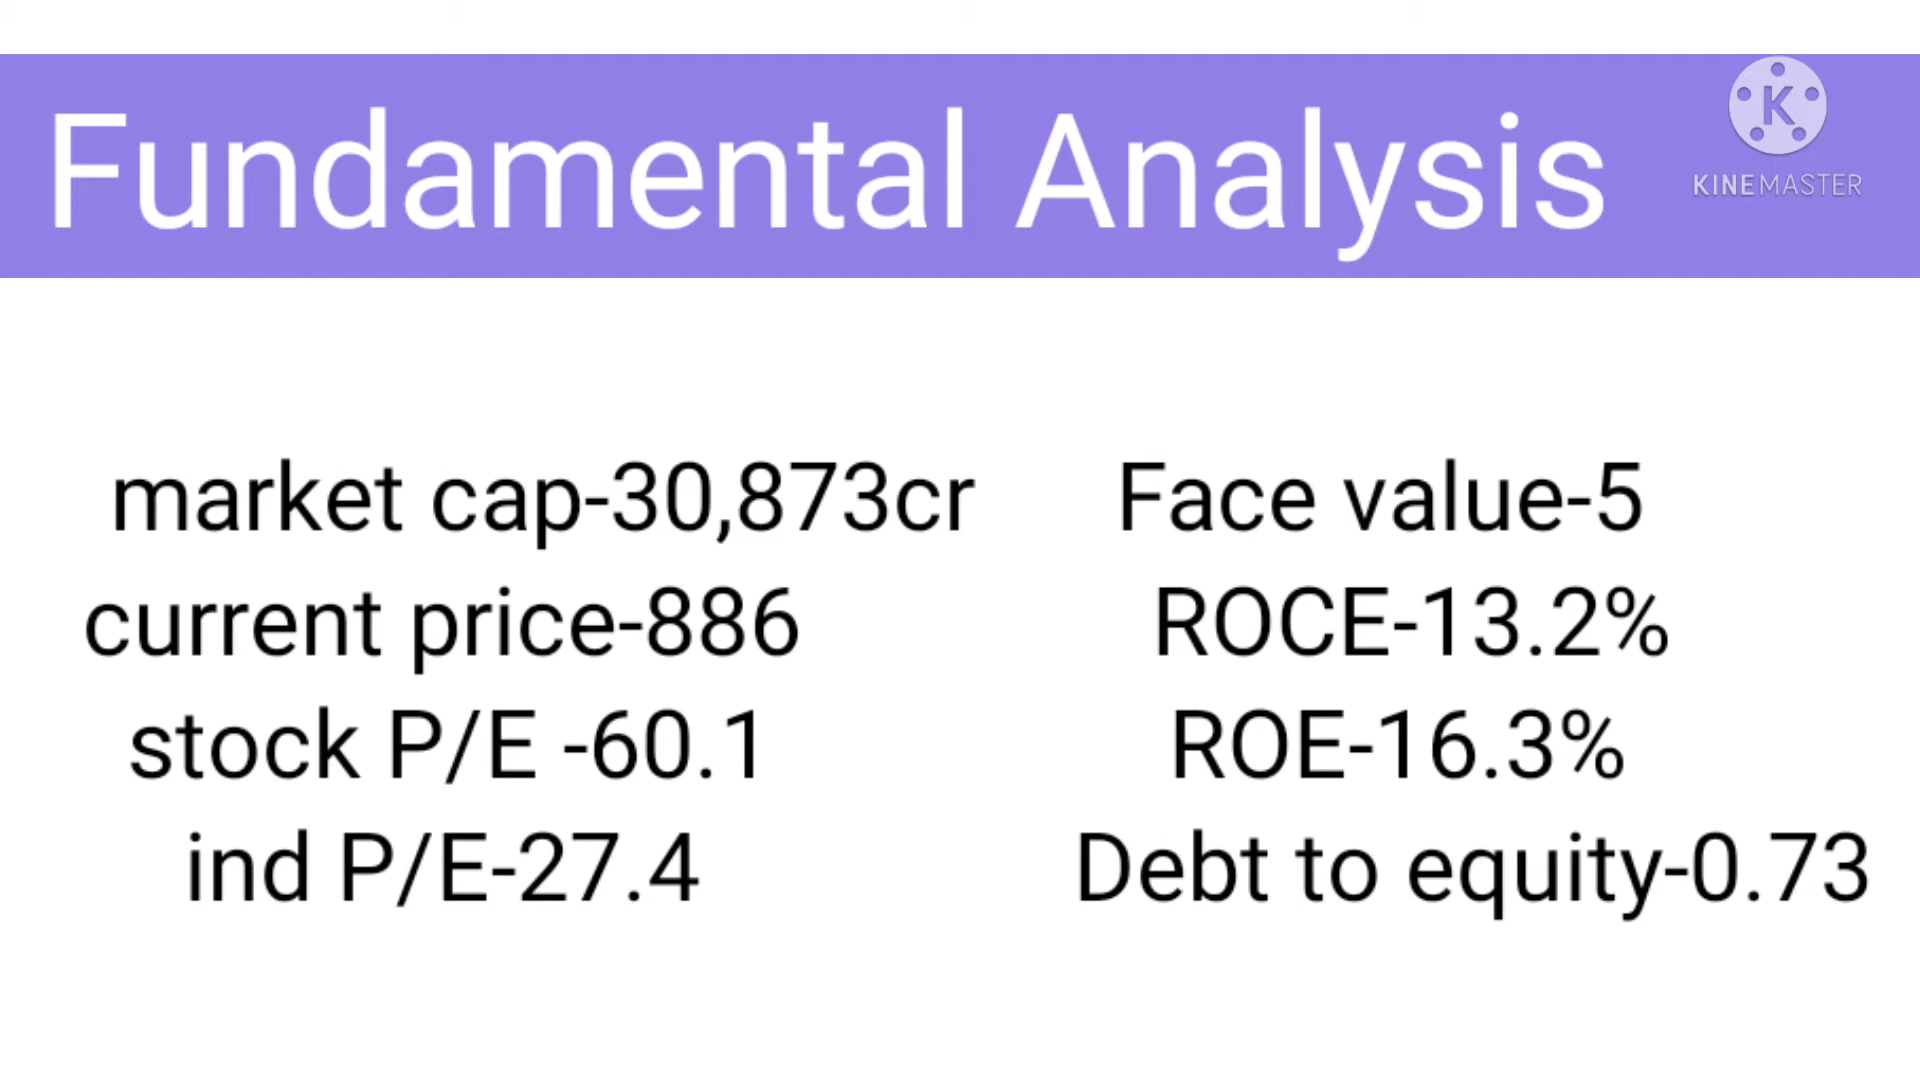 Fundamental Analysis
K
KINEMASTER
market cap-30,873cr
current price-886
stock P/E -60.1
ind P/E-27.4
Face value-5
ROCE-13.2%
ROE-16.3%
Debt to equity-0.73